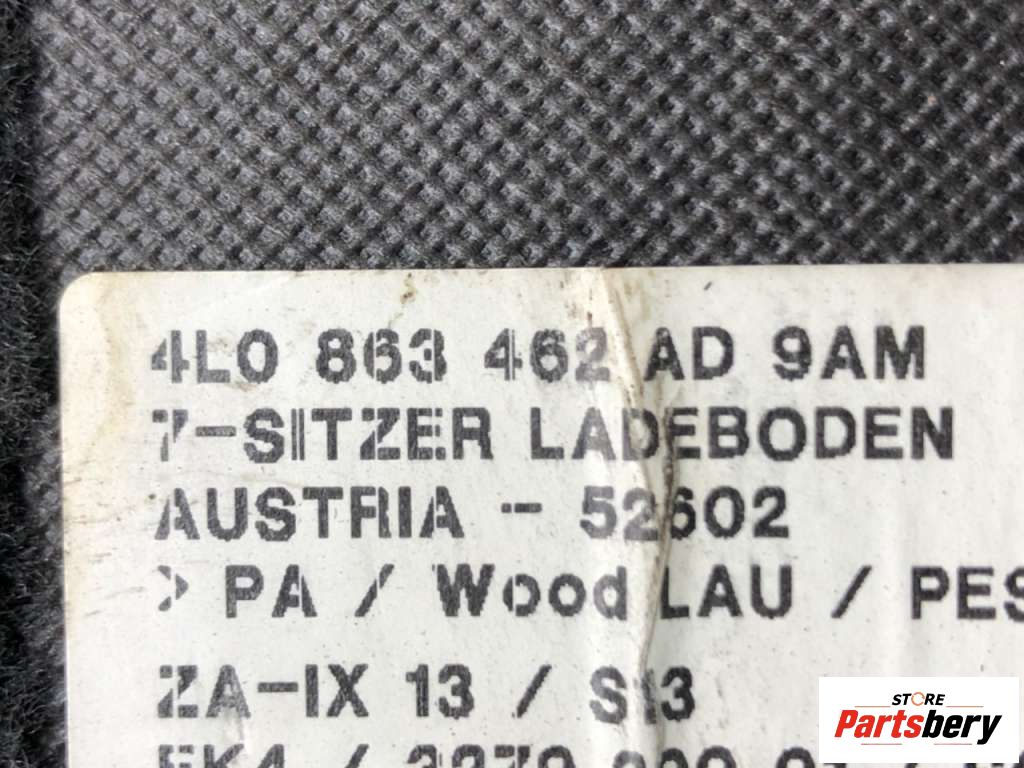 4L0 863 462 AD 9AM
7-SITZER LADEBODEN
AUSTRIA - 52602
> PA / Wood LAU / PES
ZA-IX 13 / S13
STORE
Partsbery